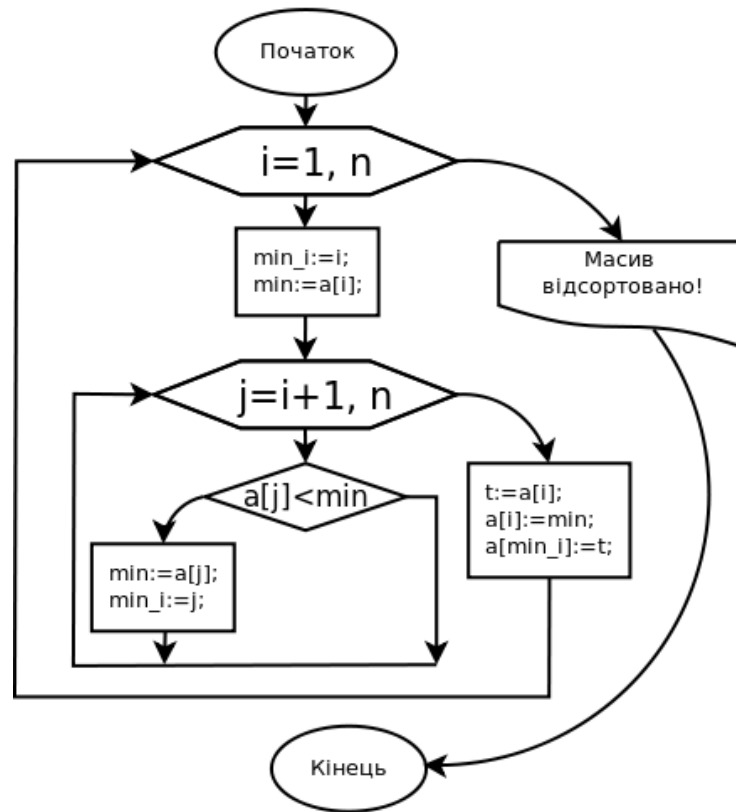 Початок
i=1, n
min_i:=i;
min:=a[i];
Масив
відсортовано!
j=i+1, n
a[j]<min
t:=a[i];
a[i]:=min;
a[min_i]:=t;
min:=a[j];
min_i:=j;
Кінець